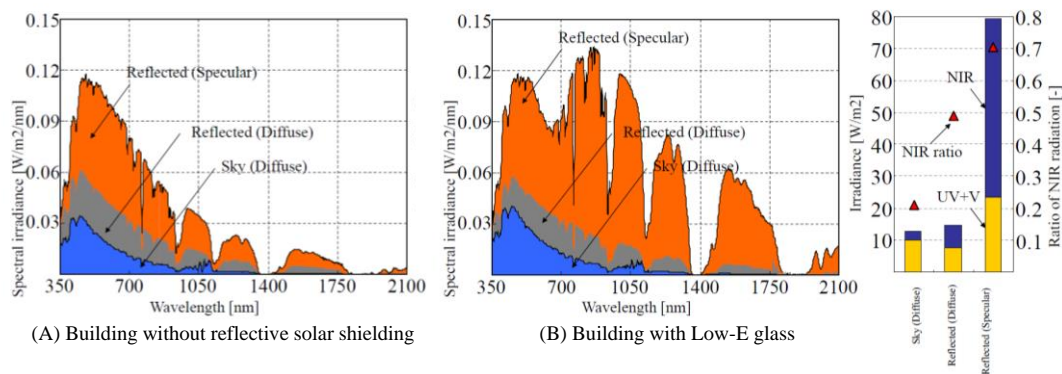 0.15
0.12
0.09
0.06
0.03
Spectral irradiance [W/m2/nm]
Reflected (Specular)
Reflected (Diffuse)
Sky (Diffuse)
350 700 1050 1400 1750 2100
Wavelength [nm]
(A) Building without reflective solar shielding
0.15
0.12
0.09
0.06
0.03
Spectral irradiance [W/m2/nm]
Reflected (Specular)
Reflected (Diffuse)
Sky (Diffuse)
350 700 1050 1400 1750 2100
Wavelength [nm]
(B) Building with Low-E glass
80
70
60
50
40
30
20
10
Irradiance [W/m2]
NIR
NIR ratio
UV+V
0.8
0.7
0.6
0.5
0.4
0.3
0.2
0.1
Ratio of NIR radiation [-]
Sky (Diffuse)
Reflected (Diffuse)
Reflected (Specular)